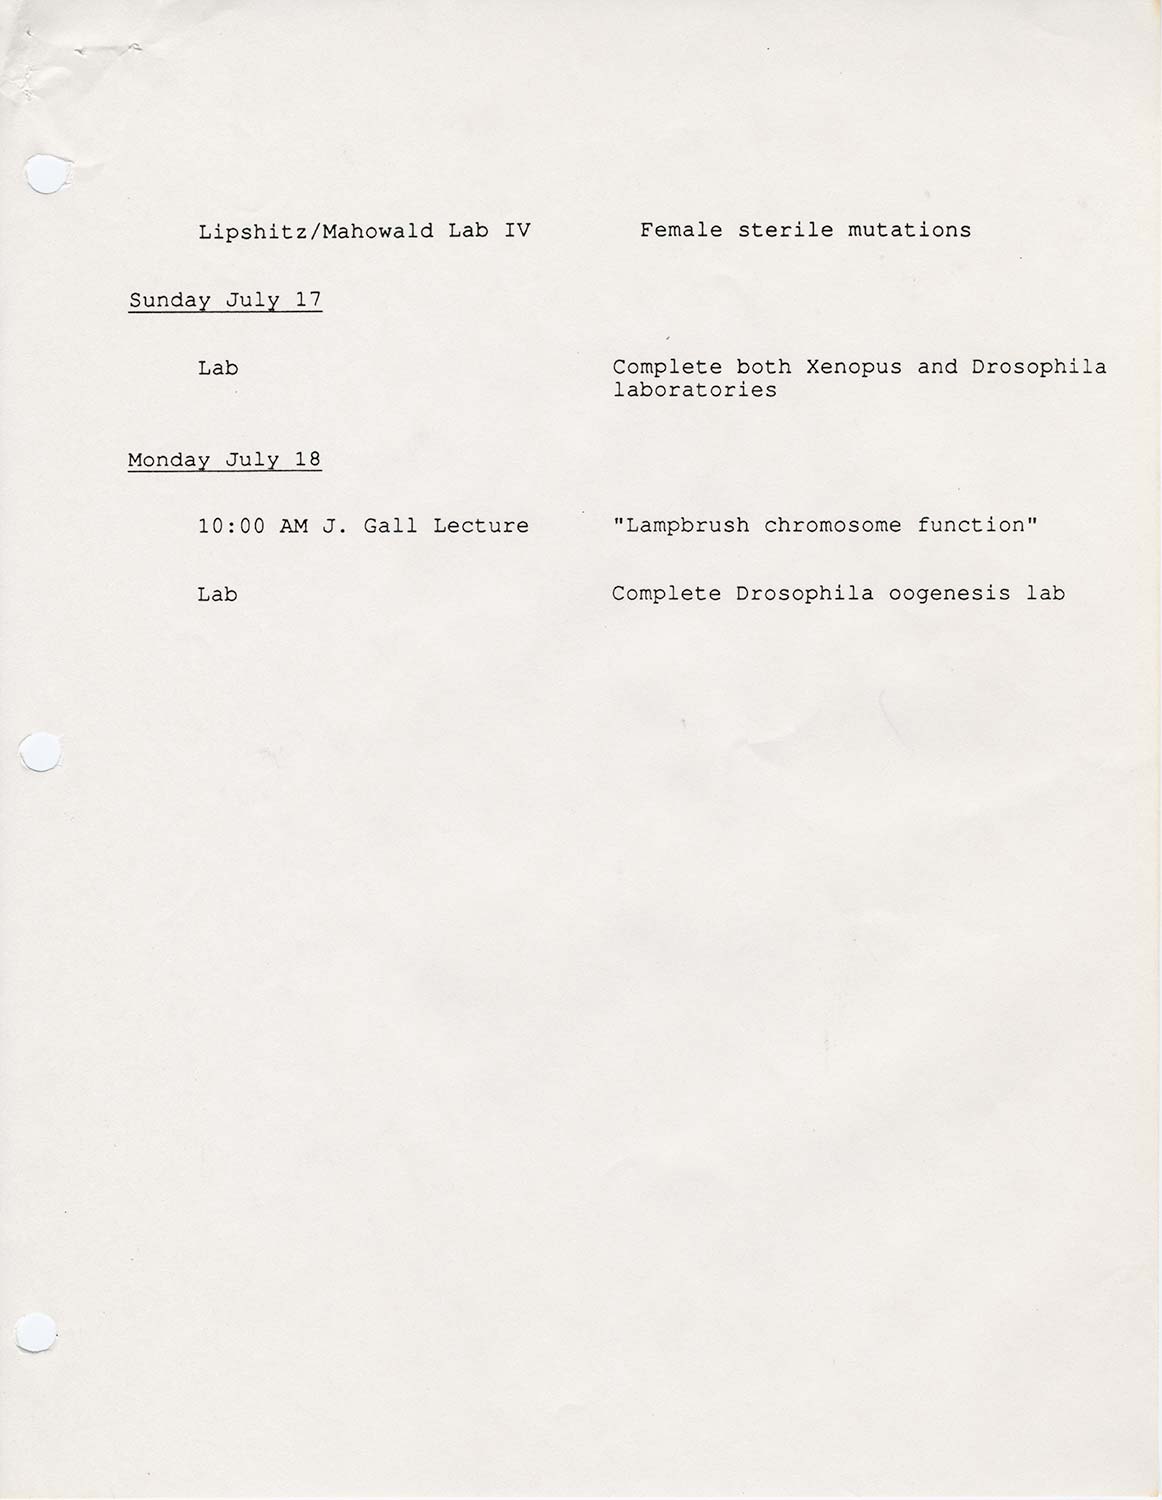 Lipshitz/Mahowald Lab IV Female sterile mutations
Sunday July 17
Lab Complete both Xenopus and Drosophila
laboratories
Monday July 18
10:00 AM J. Gall Lecture "Lampbrush chromosome function"
Lab Complete Drosophila oogenesis lab